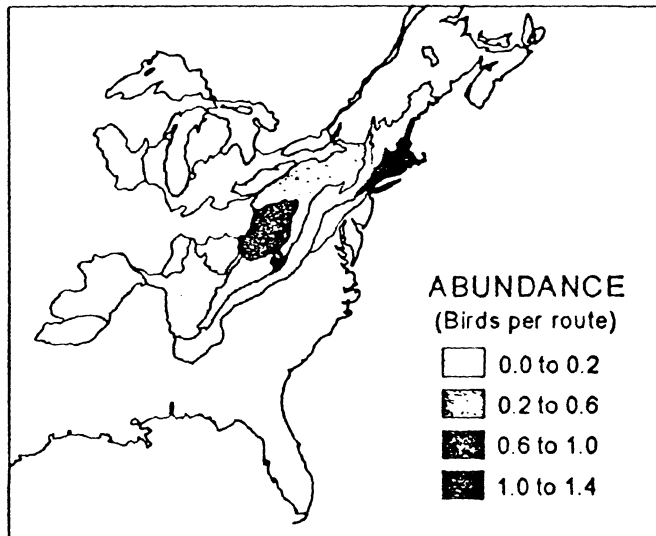 ABUNDANCE
(Birds per route)
0.0 to 0.2
0.2 to 0.6
0.6 to 1.0
1.0 to 1.4